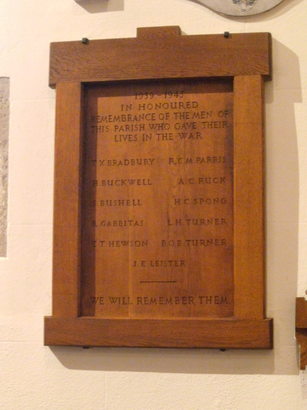 1939 - 1945
IN HONOURED
REMEMBRANCE OF THE MEN OF
THIS PARISH WHO GAVE THEIR
LIVES IN THE WAR
K BRADBURY R.C.M PARRIS
BUCKWELL A.C. RUCK
BUSHELL H.C SPONG
GABBITAS L.H TURNER
T HEWSON B.O.B TURNER
J.E LEISTER
WE WILL REMEMBER THEM